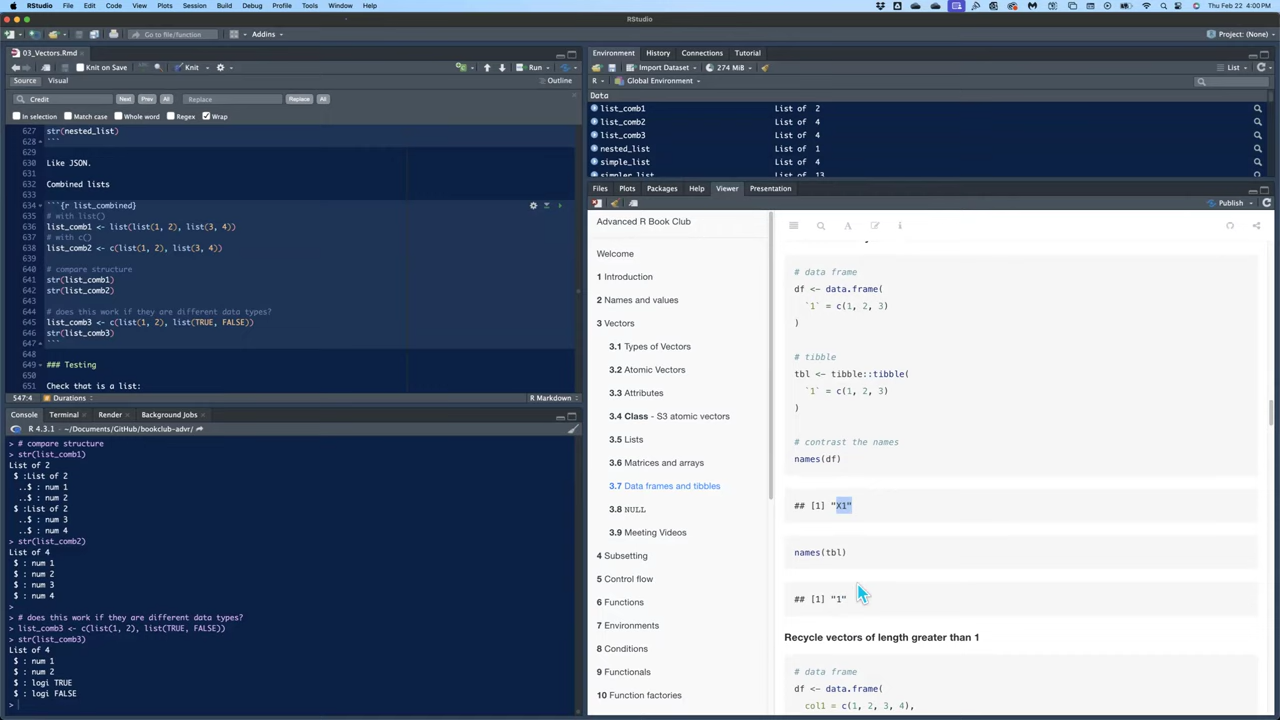 RStudio File Edit Code View Plots Session Build Debug Profile Tools Window Help
Thu Feb 22 4:00 PM
RStudio
Go to file/function
Addins
Project: (None)
03_Vectors.Rmd
Knit on Save
Knit
Run
Source Visual
Outline
Credit
Next Prev All
Replace
Replace All
In selection Match case Whole word Regex Wrap
627 str(nested_list)
628 ```
629
630 Like JSON.
631
632 Combined lists
633
634 ```{r list_combined}
635 # with list()
636 list_comb1 <- list(list(1, 2), list(3, 4))
637 # with c()
638 list_comb2 <- c(list(1, 2), list(3, 4))
639
640 # compare structure
641 str(list_comb1)
642 str(list_comb2)
643
644 # does this work if they are different data types?
645 list_comb3 <- c(list(1, 2), list(TRUE, FALSE))
646 str(list_comb3)
647 ```
648
649 ### Testing
650
651 Check that is a list:
547:4 Durations
R Markdown
Console Terminal Render Background Jobs
R 4.3.1 · ~/Documents/GitHub/bookclub-advr/
> # compare structure
> str(list_comb1)
List of 2
$ :List of 2
..$ : num 1
..$ : num 2
$ :List of 2
..$ : num 3
..$ : num 4
> str(list_comb2)
List of 4
$ : num 1
$ : num 2
$ : num 3
$ : num 4
>
> # does this work if they are different data types?
> list_comb3 <- c(list(1, 2), list(TRUE, FALSE))
> str(list_comb3)
List of 4
$ : num 1
$ : num 2
$ : logi TRUE
$ : logi FALSE
>
Environment History Connections Tutorial
Import Dataset 274 MiB
List
R Global Environment
Data
list_comb1 List of 2
list_comb2 List of 4
list_comb3 List of 4
nested_list List of 1
simple_list List of 4
simpler_list List of 13
Files Plots Packages Help Viewer Presentation
Publish
Advanced R Book Club
Welcome
1 Introduction
2 Names and values
3 Vectors
3.1 Types of Vectors
3.2 Atomic Vectors
3.3 Attributes
3.4 Class - S3 atomic vectors
3.5 Lists
3.6 Matrices and arrays
3.7 Data frames and tibbles
3.8 NULL
3.9 Meeting Videos
4 Subsetting
5 Control flow
6 Functions
7 Environments
8 Conditions
9 Functionals
10 Function factories
# data frame
df <- data.frame(
`1` = c(1, 2, 3)
)
# tibble
tbl <- tibble::tibble(
`1` = c(1, 2, 3)
)
# contrast the names
names(df)
## [1] "X1"
names(tbl)
## [1] "1"
Recycle vectors of length greater than 1
# data frame
df <- data.frame(
col1 = c(1, 2, 3, 4),